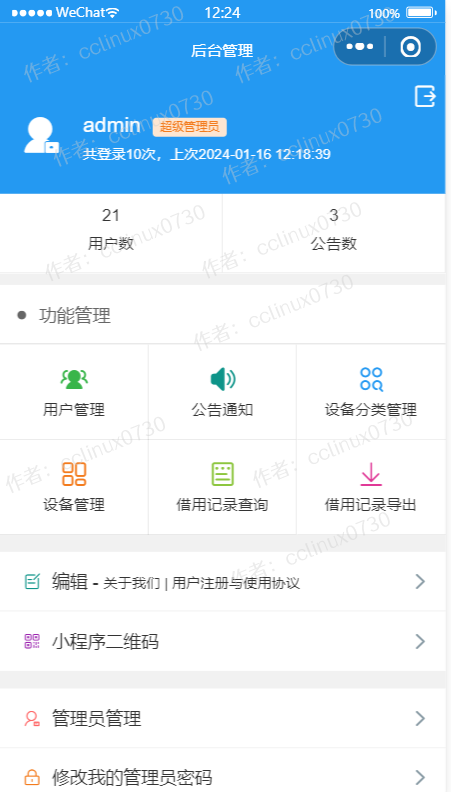 WeChat 12:24 100%
后台管理
admin 超级管理员
共登录10次，上次2024-01-16 12:18:39
21 3
用户数 公告数
功能管理
用户管理 公告通知 设备分类管理
设备管理 借用记录查询 借用记录导出
编辑 - 关于我们 | 用户注册与使用协议
小程序二维码
管理员管理
修改我的管理员密码
作者：cclinux0730
作者：cclinux0730
作者：cclinux0730
作者：cclinux0730
作者：cclinux0730
作者：cclinux0730
作者：cclinux0730
作者：cclinux0730
作者：cclinux0730
作者：cclinux0730